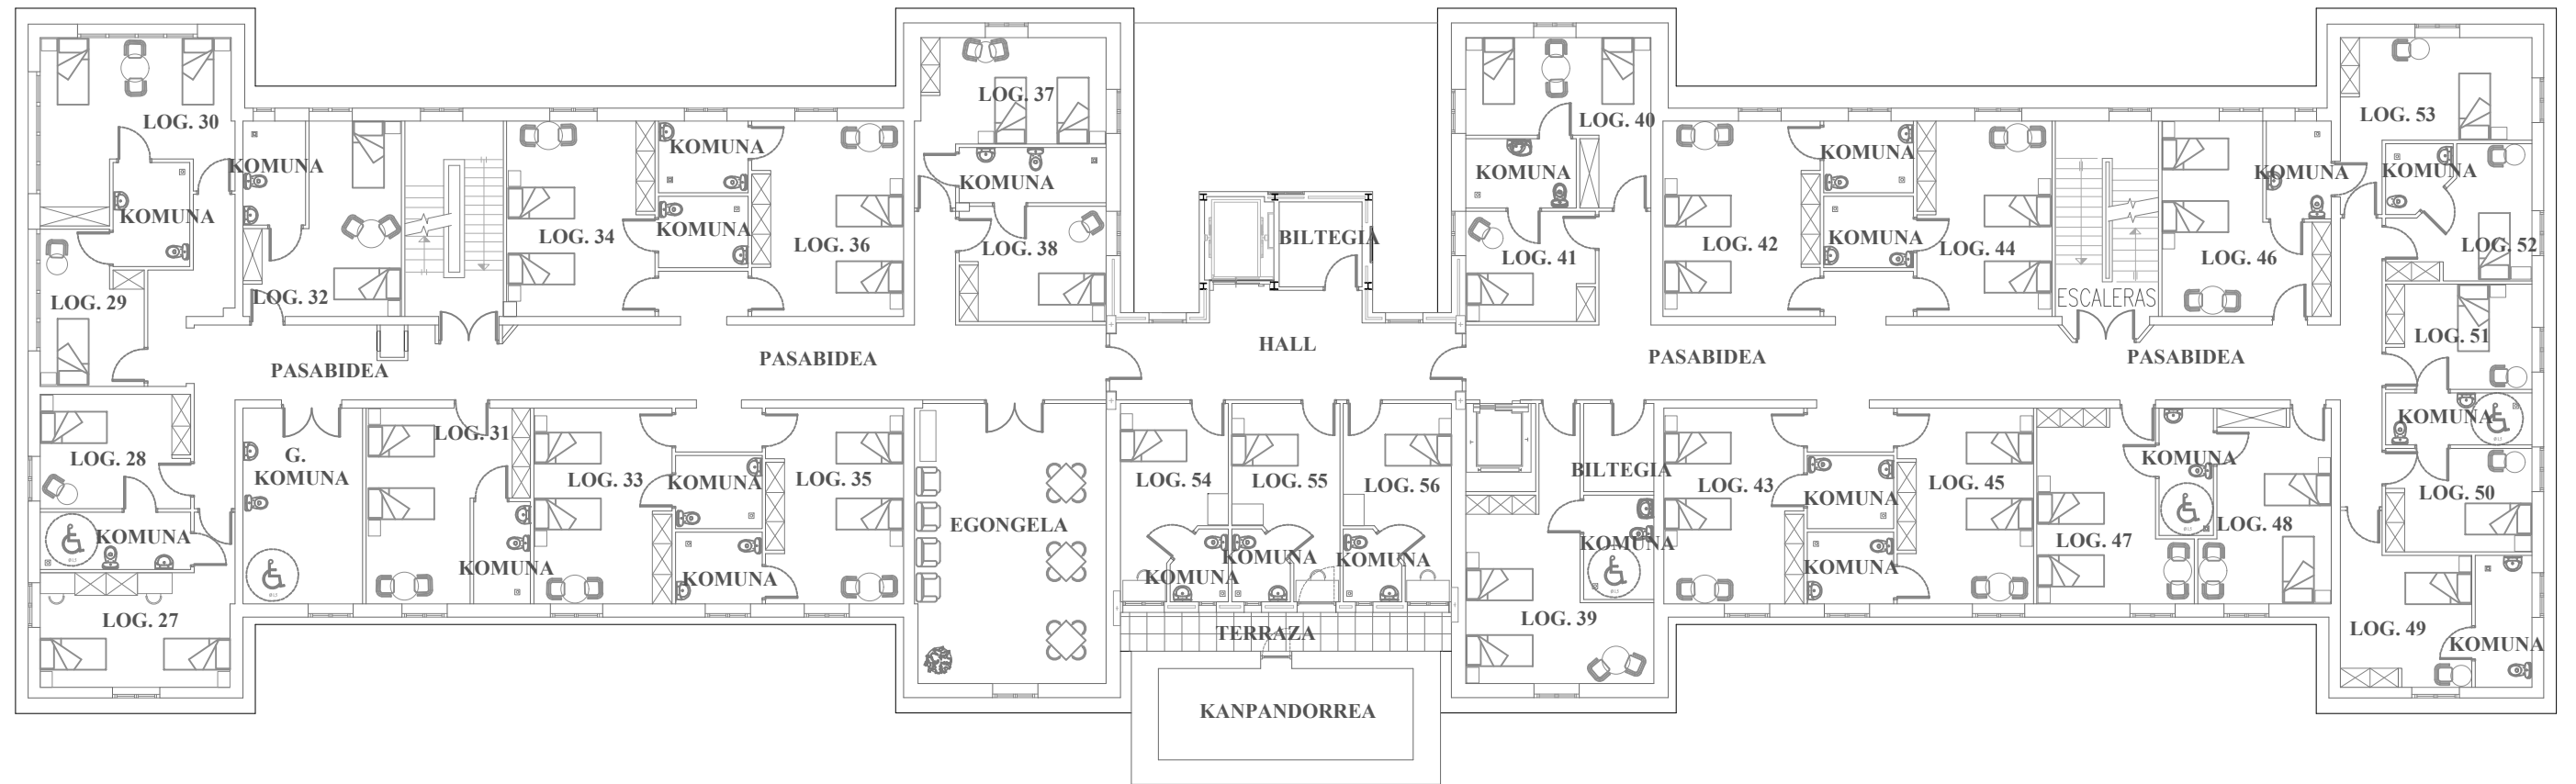 LOG. 30
KOMUNA
KOMUNA
LOG. 29
LOG. 32
LOG. 34
KOMUNA
KOMUNA
LOG. 36
LOG. 37
KOMUNA
LOG. 38
BILTEGIA
LOG. 40
KOMUNA
LOG. 41
LOG. 42
KOMUNA
KOMUNA
LOG. 44
ESCALERAS
LOG. 46
KOMUNA
LOG. 53
KOMUNA
LOG. 52
LOG. 51
PASABIDEA
PASABIDEA
HALL
PASABIDEA
PASABIDEA
LOG. 28
KOMUNA
LOG. 27
G.
KOMUNA
LOG. 31
KOMUNA
LOG. 33
KOMUNA
KOMUNA
LOG. 35
EGONGELA
LOG. 54
KOMUNA
LOG. 55
KOMUNA
LOG. 56
KOMUNA
TERRAZA
KANPANDORREA
BILTEGIA
KOMUNA
LOG. 39
LOG. 43
KOMUNA
KOMUNA
LOG. 45
LOG. 47
KOMUNA
LOG. 48
KOMUNA
LOG. 50
LOG. 49
KOMUNA